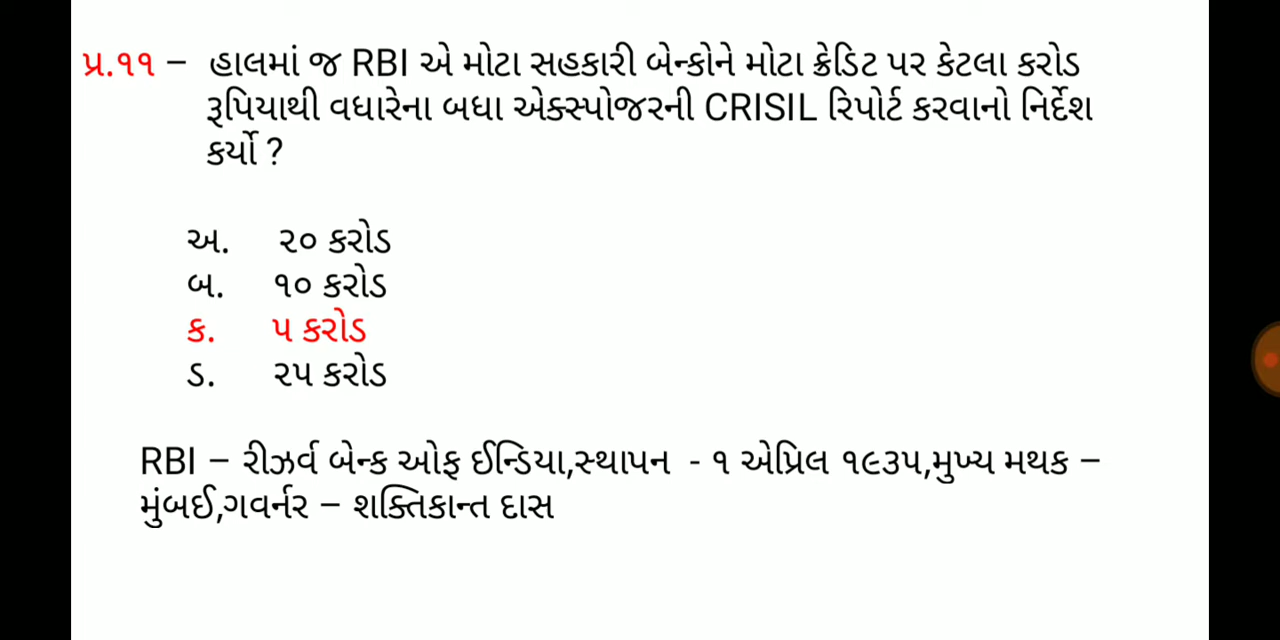 પ્ર.૧૧ – હાલમાં જ RBI એ મોટા સહકારી બેન્કોને મોટા ક્રેડિટ પર કેટલા કરોડ
રૂપિયાથી વધારેના બધા એક્સ્પોજરની CRISIL રિપોર્ટ કરવાનો નિર્દેશ
કર્યો ?
અ. ૨૦ કરોડ
બ. ૧૦ કરોડ
ક. ૫ કરોડ
ડ. ૨૫ કરોડ
RBI – રીઝર્વ બેન્ક ઓફ ઈન્ડિયા,સ્થાપન - ૧ એપ્રિલ ૧૯૩૫,મુખ્ય મથક –
મુંબઈ,ગવર્નર – શક્તિકાન્ત દાસ